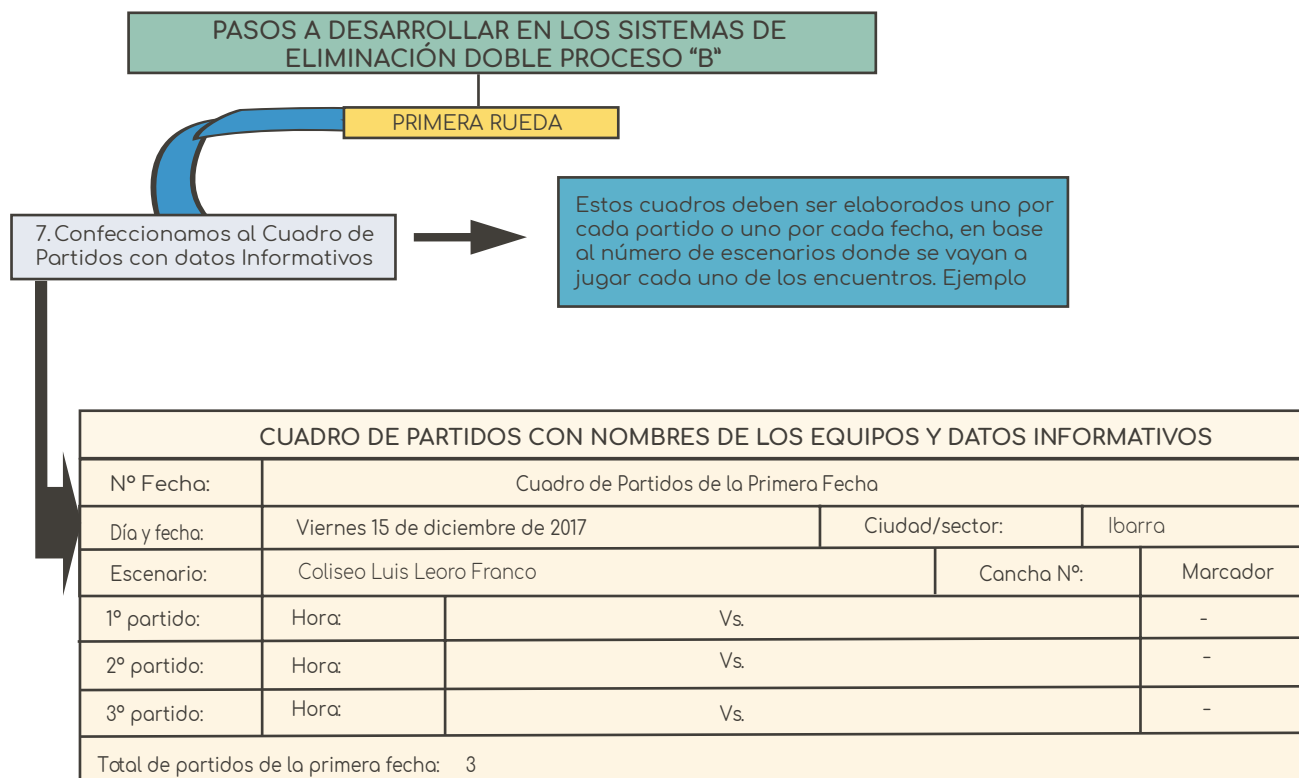 PASOS A DESARROLLAR EN LOS SISTEMAS DE
ELIMINACIÓN DOBLE PROCESO “B”
PRIMERA RUEDA
7. Confeccionamos al Cuadro de
Partidos con datos Informativos
Estos cuadros deben ser elaborados uno por
cada partido o uno por cada fecha, en base
al número de escenarios donde se vayan a
jugar cada uno de los encuentros. Ejemplo
CUADRO DE PARTIDOS CON NOMBRES DE LOS EQUIPOS Y DATOS INFORMATIVOS
Nº Fecha: Cuadro de Partidos de la Primera Fecha
Día y fecha: Viernes 15 de diciembre de 2017 Ciudad/sector: Ibarra
Escenario: Coliseo Luis Leoro Franco Cancha Nº: Marcador
1º partido: Hora: Vs. -
2º partido: Hora: Vs. -
3º partido: Hora: Vs. -
Total de partidos de la primera fecha: 3